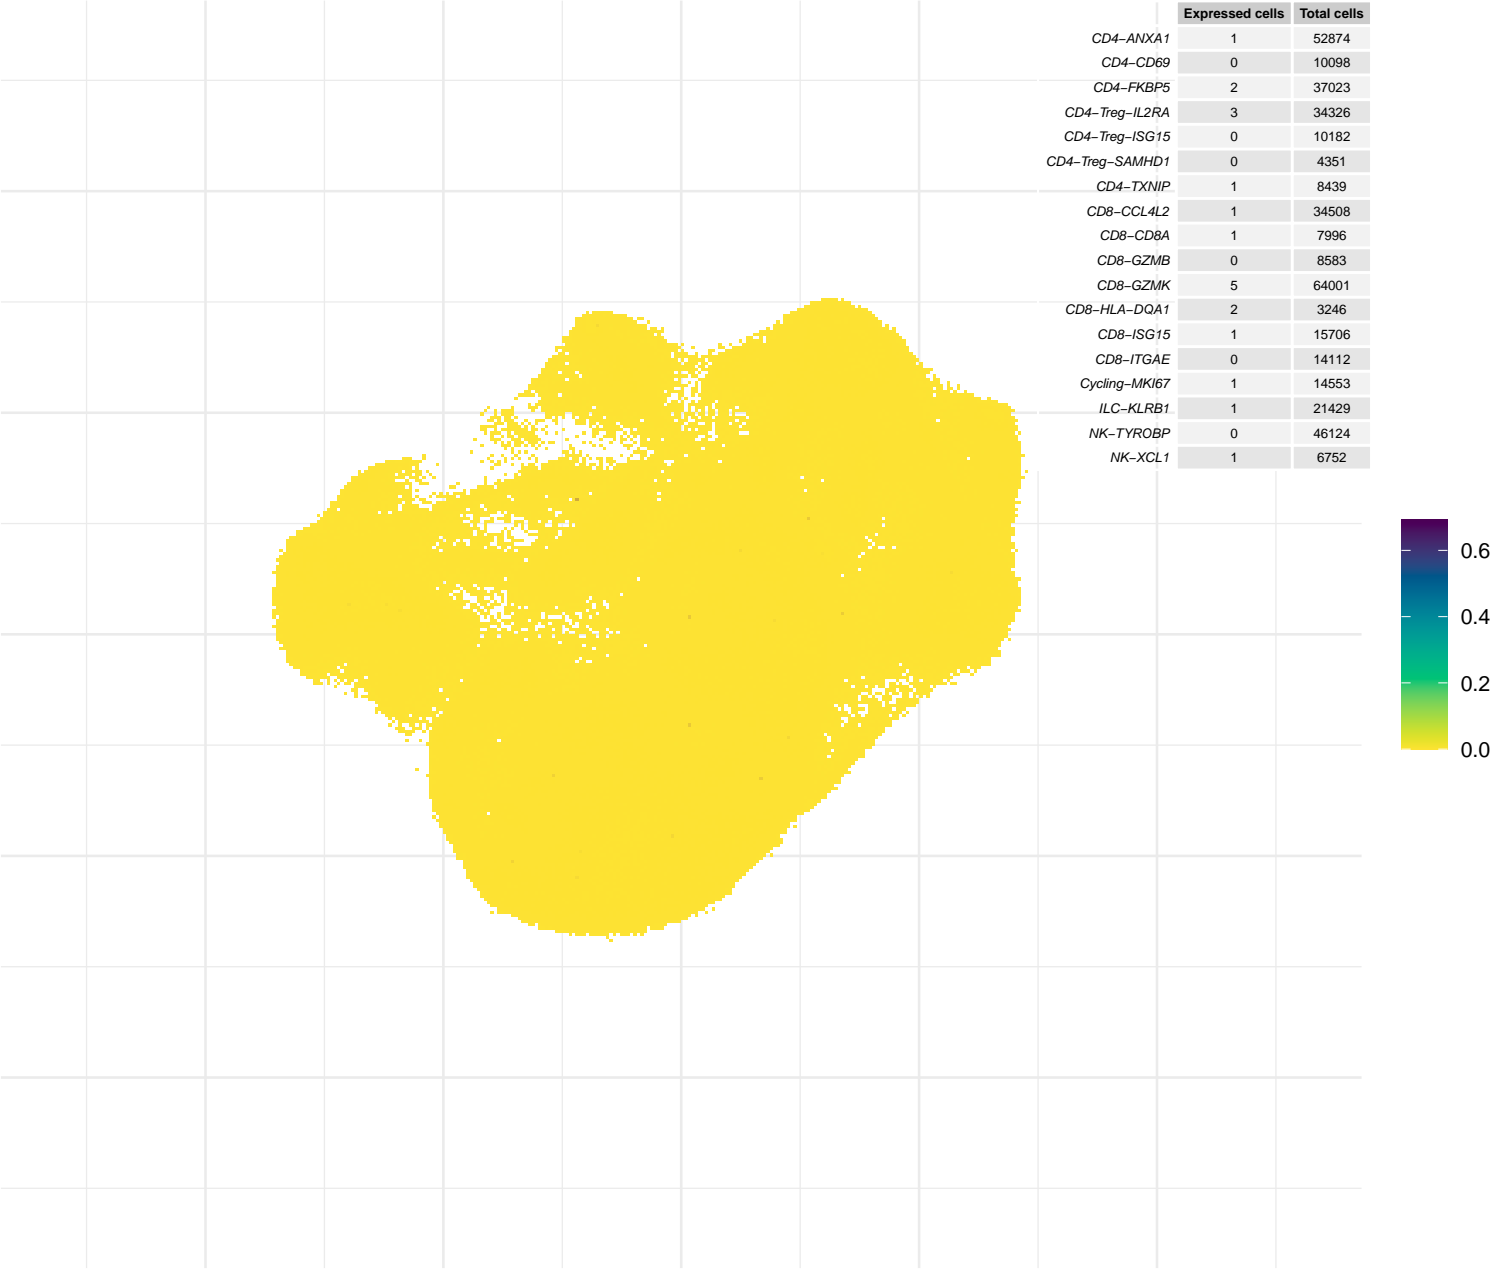 Expressed cells Total cells
CD4−ANXA1 1 52874
CD4−CD69 0 10098
CD4−FKBP5 2 37023
CD4−Treg−IL2RA 3 34326
CD4−Treg−ISG15 0 10182
CD4−Treg−SAMHD1 0 4351
CD4−TXNIP 1 8439
CD8−CCL4L2 1 34508
CD8−CD8A 1 7996
CD8−GZMB 0 8583
CD8−GZMK 5 64001
CD8−HLA−DQA1 2 3246
CD8−ISG15 1 15706
CD8−ITGAE 0 14112
Cycling−MKI67 1 14553
ILC−KLRB1 1 21429
NK−TYROBP 0 46124
NK−XCL1 1 6752
0.6
0.4
0.2
0.0